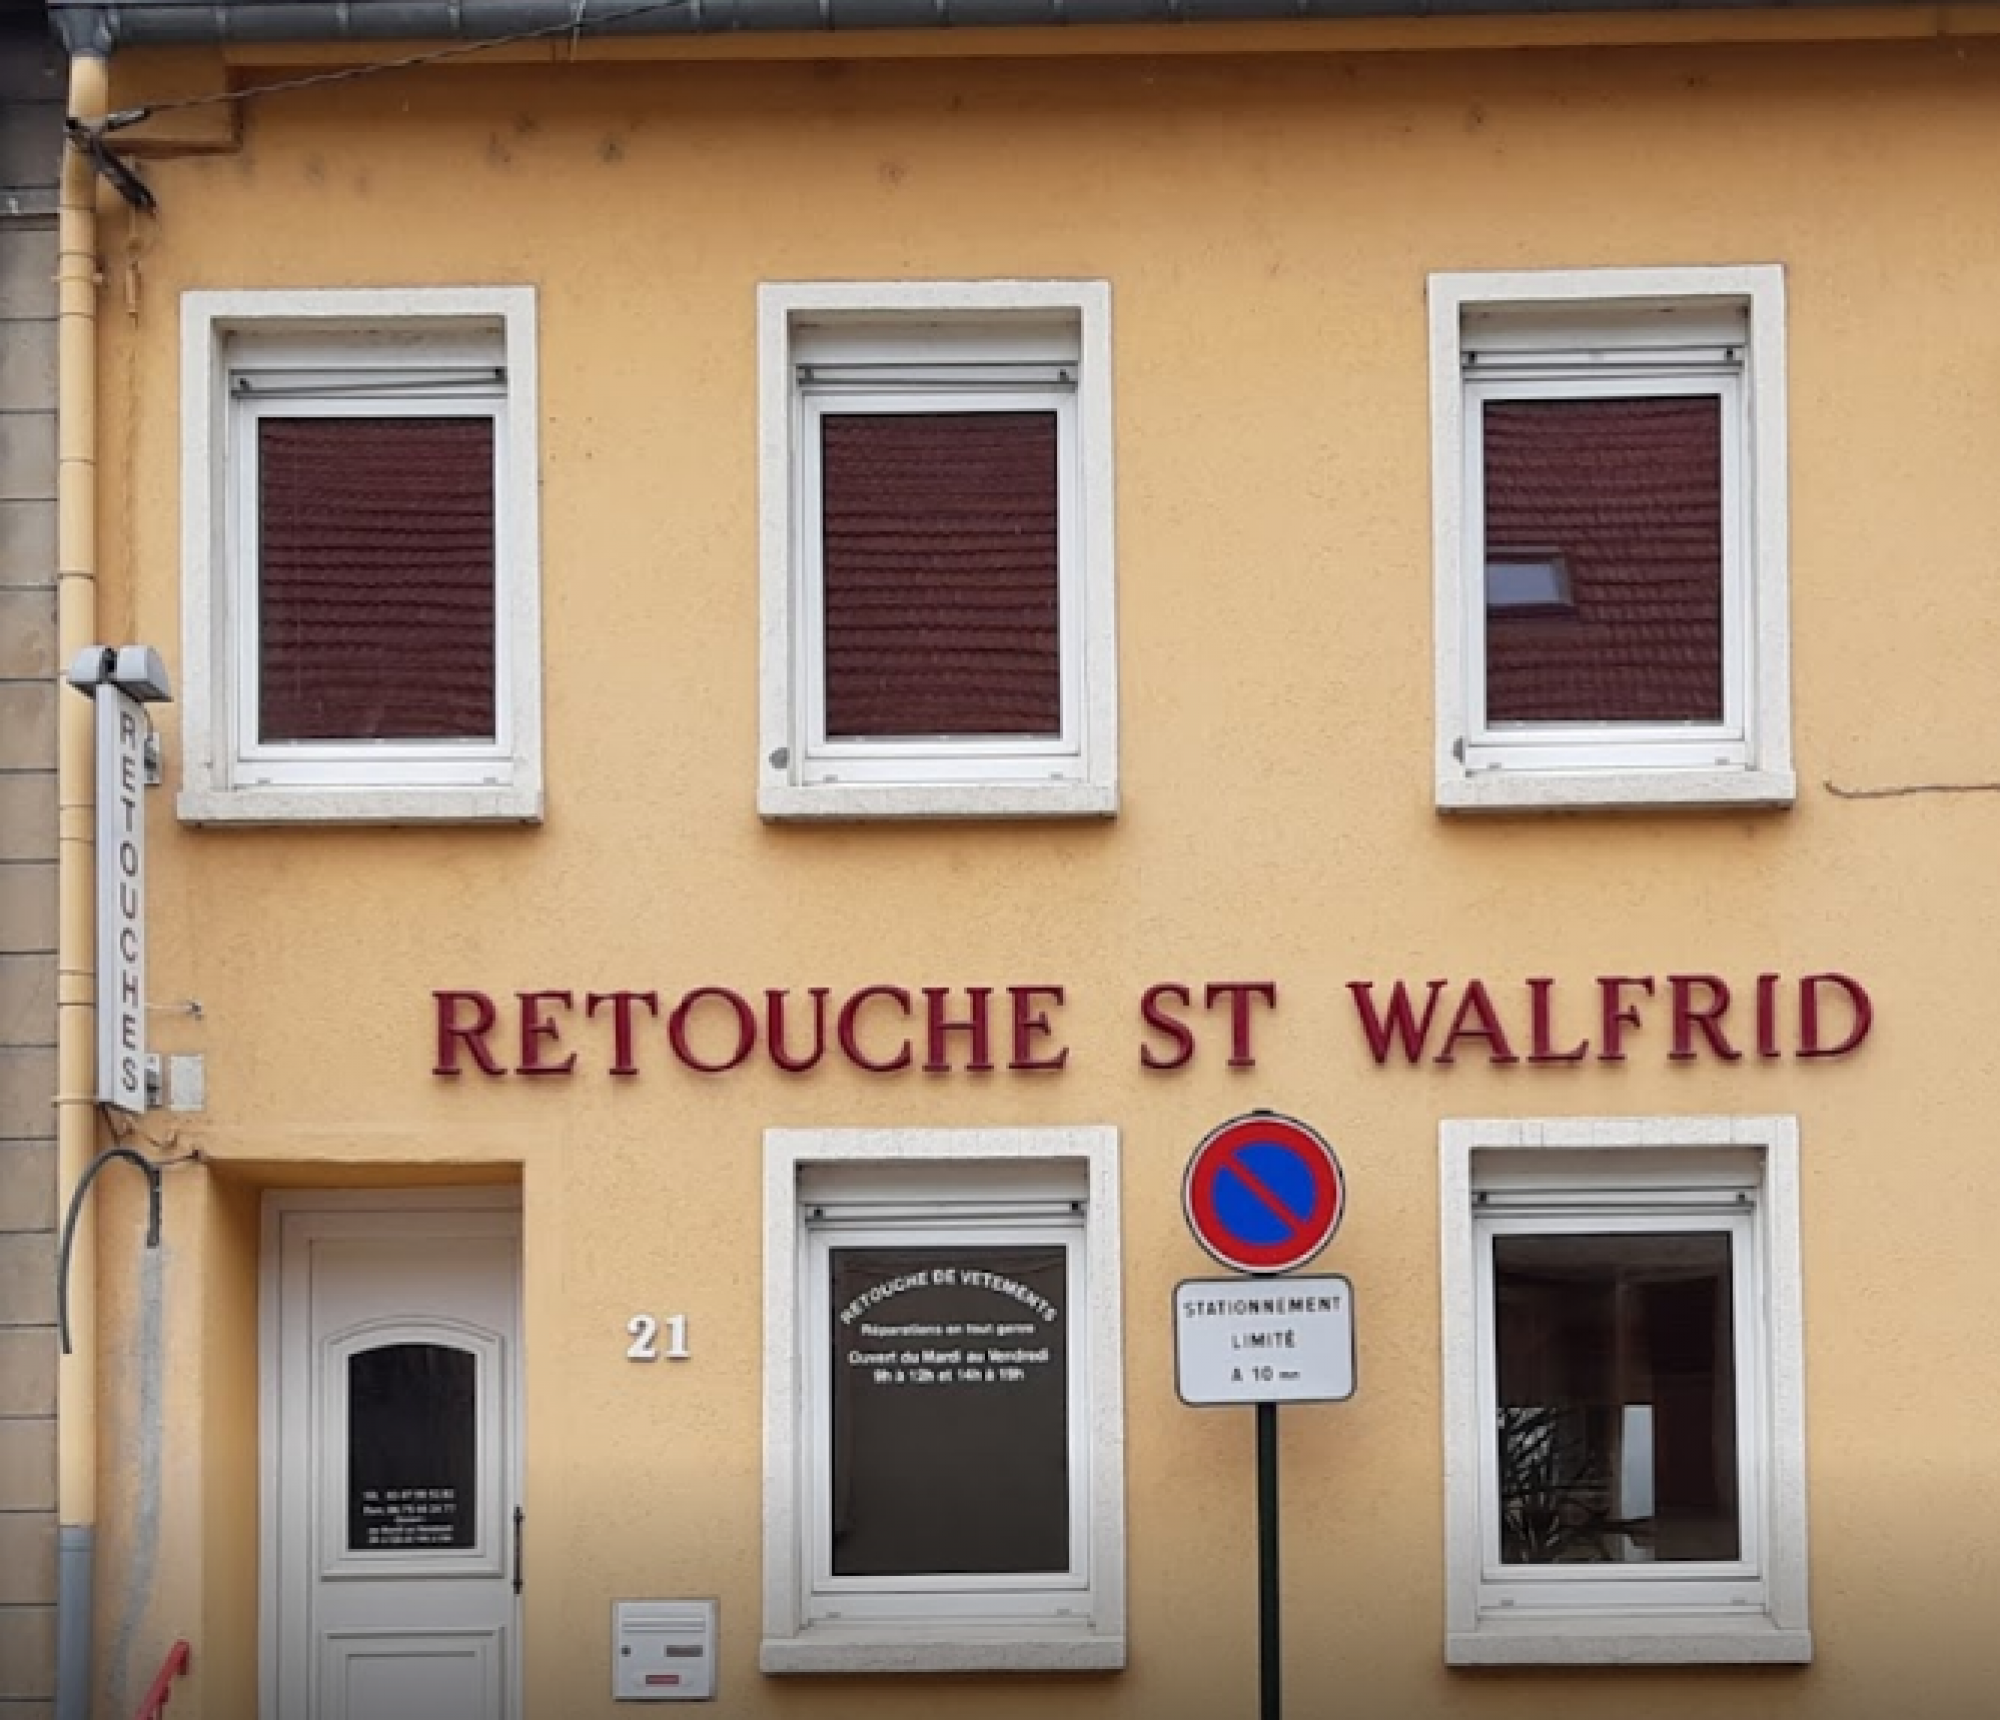 RETOUCHES
RETOUCHE ST WALFRID
21
RETOUCHE DE VETEMENTS
Réparations en tout genre
Ouvert du Mardi au Vendredi
9h à 12h et 14h à 19h
STATIONNEMENT
LIMITÉ
A 10 mn